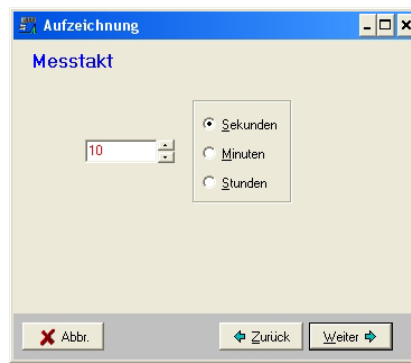 Aufzeichnung
Messtakt
10
Sekunden
Minuten
Stunden
Abbr.
Zurück
Weiter